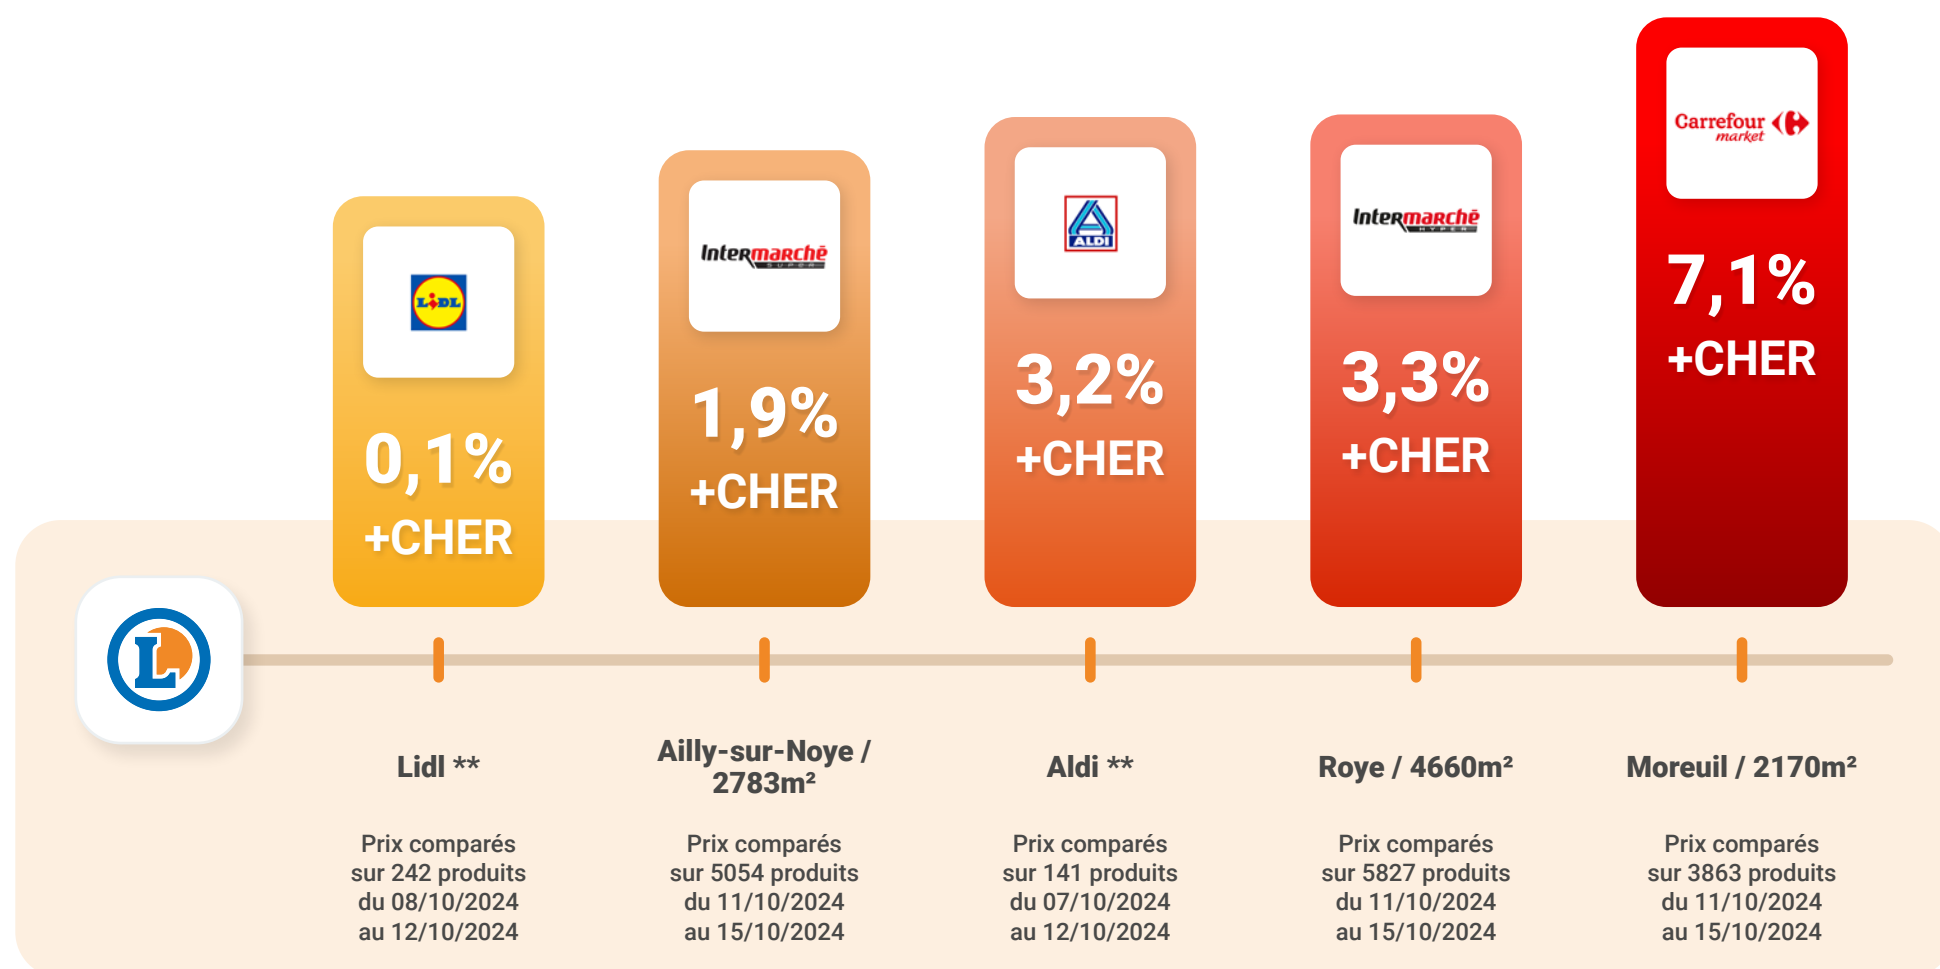 LIDL
0,1%
+CHER
InterMarchē
SUPER
1,9%
+CHER
ALDI
3,2%
+CHER
InterMarchē
HYPER
3,3%
+CHER
Carrefour
market
7,1%
+CHER
L
Lidl **
Prix comparés
sur 242 produits
du 08/10/2024
au 12/10/2024
Ailly-sur-Noye /
2783m²
Prix comparés
sur 5054 produits
du 11/10/2024
au 15/10/2024
Aldi **
Prix comparés
sur 141 produits
du 07/10/2024
au 12/10/2024
Roye / 4660m²
Prix comparés
sur 5827 produits
du 11/10/2024
au 15/10/2024
Moreuil / 2170m²
Prix comparés
sur 3863 produits
du 11/10/2024
au 15/10/2024